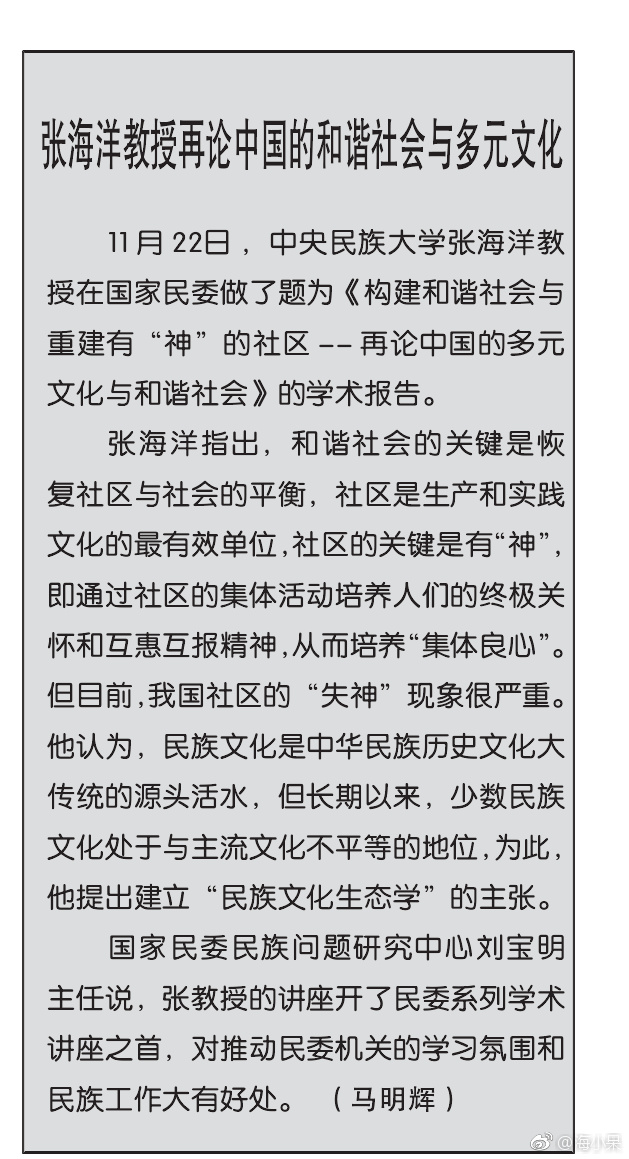 张海洋教授再论中国的和谐社会与多元文化
11月22日，中央民族大学张海洋教
授在国家民委做了题为《构建和谐社会与
重建有“神”的社区--再论中国的多元
文化与和谐社会》的学术报告。
张海洋指出，和谐社会的关键是恢
复社区与社会的平衡，社区是生产和实践
文化的最有效单位，社区的关键是有“神”，
即通过社区的集体活动培养人们的终极关
怀和互惠互报精神，从而培养“集体良心”。
但目前，我国社区的“失神”现象很严重。
他认为，民族文化是中华民族历史文化大
传统的源头活水，但长期以来，少数民族
文化处于与主流文化不平等的地位，为此，
他提出建立“民族文化生态学”的主张。
国家民委民族问题研究中心刘宝明
主任说，张教授的讲座开了民委系列学术
讲座之首，对推动民委机关的学习氛围和
民族工作大有好处。（马明辉）
@海小果